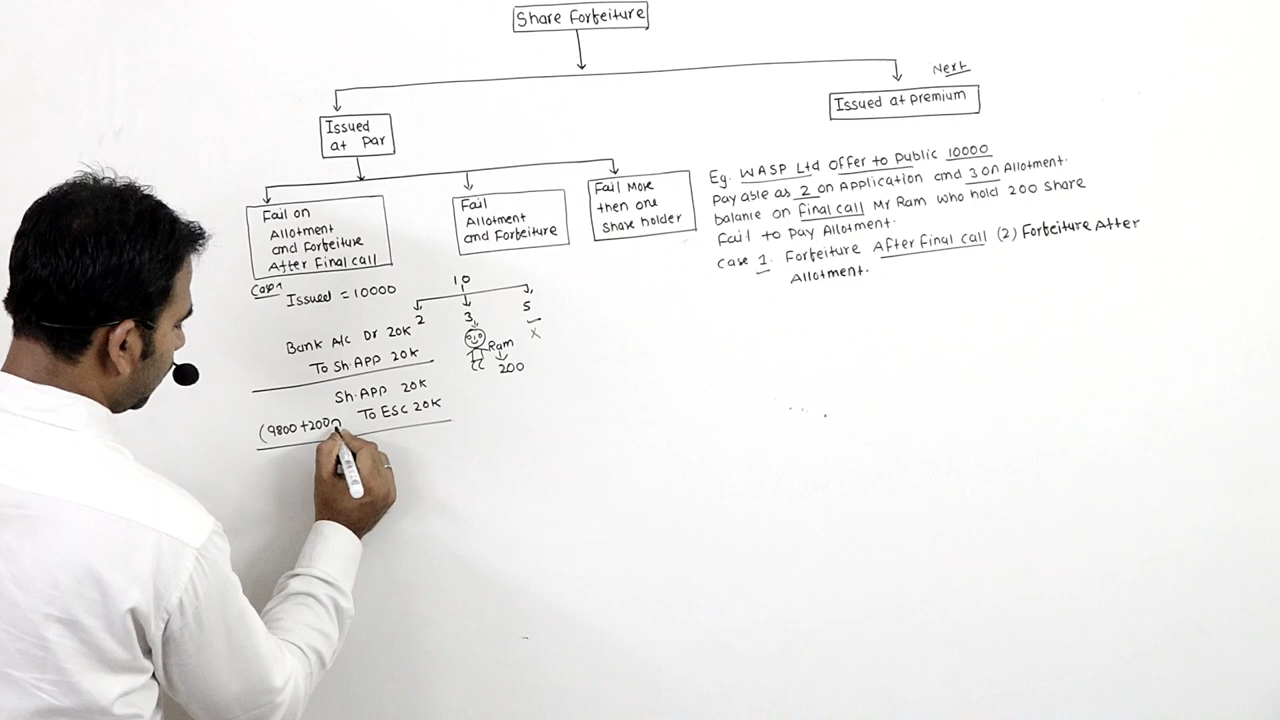 Share Forfeiture
Next
Issued at premium
Issued
at Par
Fail on
Allotment
and Forfeiture
After Final call
Fail
Allotment
and Forfeiture
Fail More
then one
share holder
Eg. WASP Ltd offer to Public 10000
Payable as 2 on Application and 3 on Allotment.
balance on final call Mr Ram who hold 200 Share
Fail to Pay Allotment.
Case 1. Forfeiture After final call (2) Forfeiture After
Allotment.
Case 1
Issued = 10000
10
2 3 5
X
Ram
200
Bank A/c Dr 20K
To Sh. APP 20K
Sh. APP 20K
To ESC 20K
(9800+200)